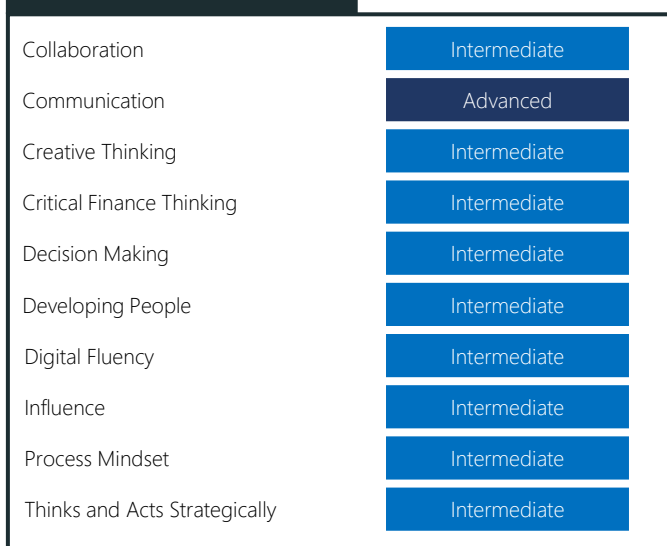 Collaboration Intermediate
Communication Advanced
Creative Thinking Intermediate
Critical Finance Thinking Intermediate
Decision Making Intermediate
Developing People Intermediate
Digital Fluency Intermediate
Influence Intermediate
Process Mindset Intermediate
Thinks and Acts Strategically Intermediate